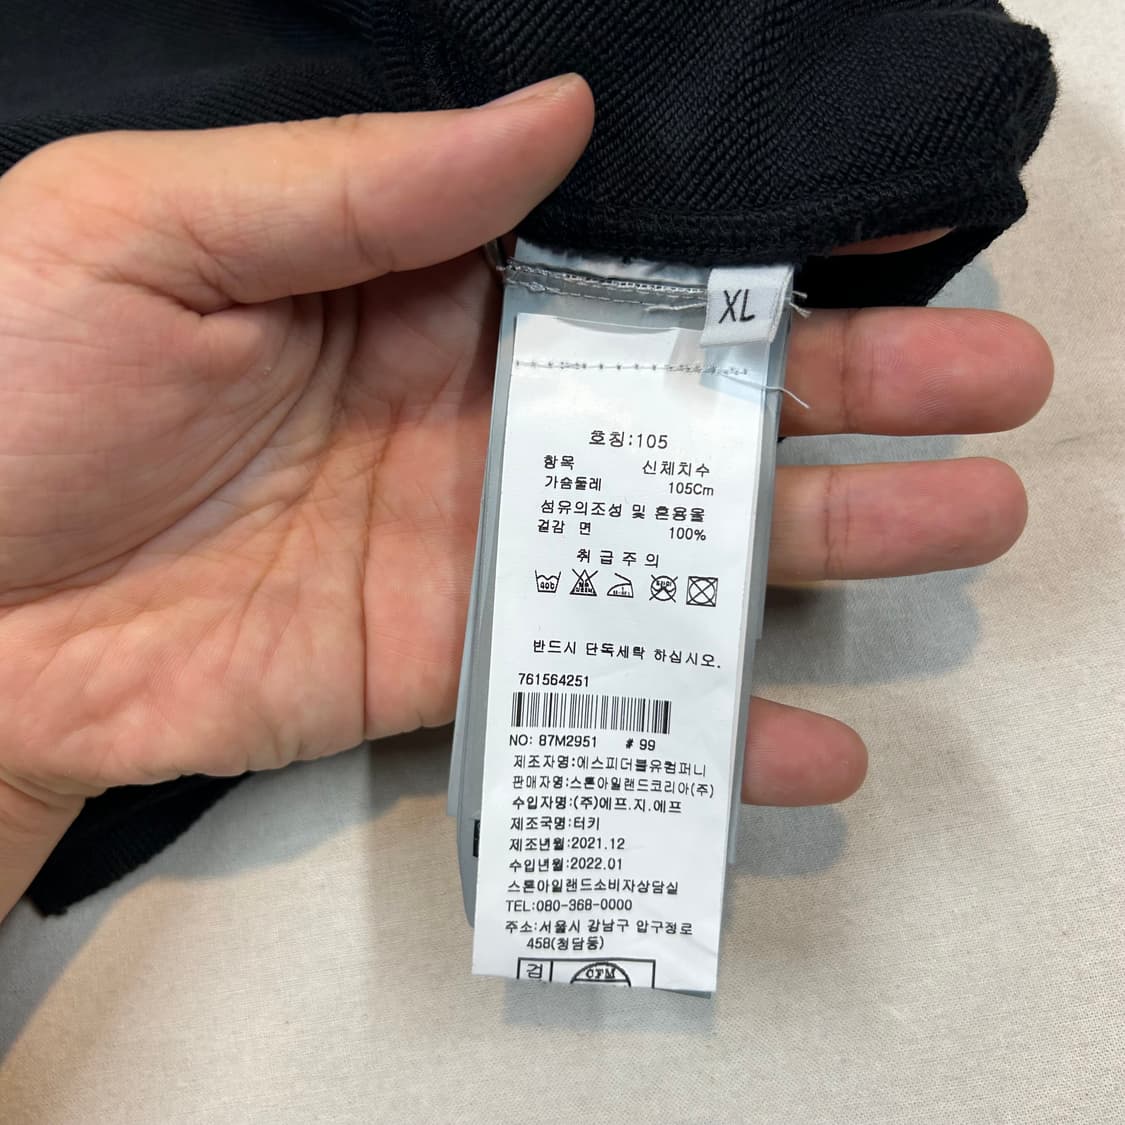 XL
호칭:105
항목 신체치수
가슴둘레 105Cm
섬유의조성 및 혼용율
겉감 면 100%
취급주의
반드시 단독세탁 하십시오.
761564251
NO: 87M2951 # 99
제조자명:에스피더블유컴퍼니
판매자명:스톤아일랜드코리아(주)
수입자명:(주)에프.지.에프
제조국명:터키
제조년월:2021.12
수입년월:2022.01
스톤아일랜드소비자상담실
TEL:080-368-0000
주소:서울시 강남구 압구정로
458(청담동)
검